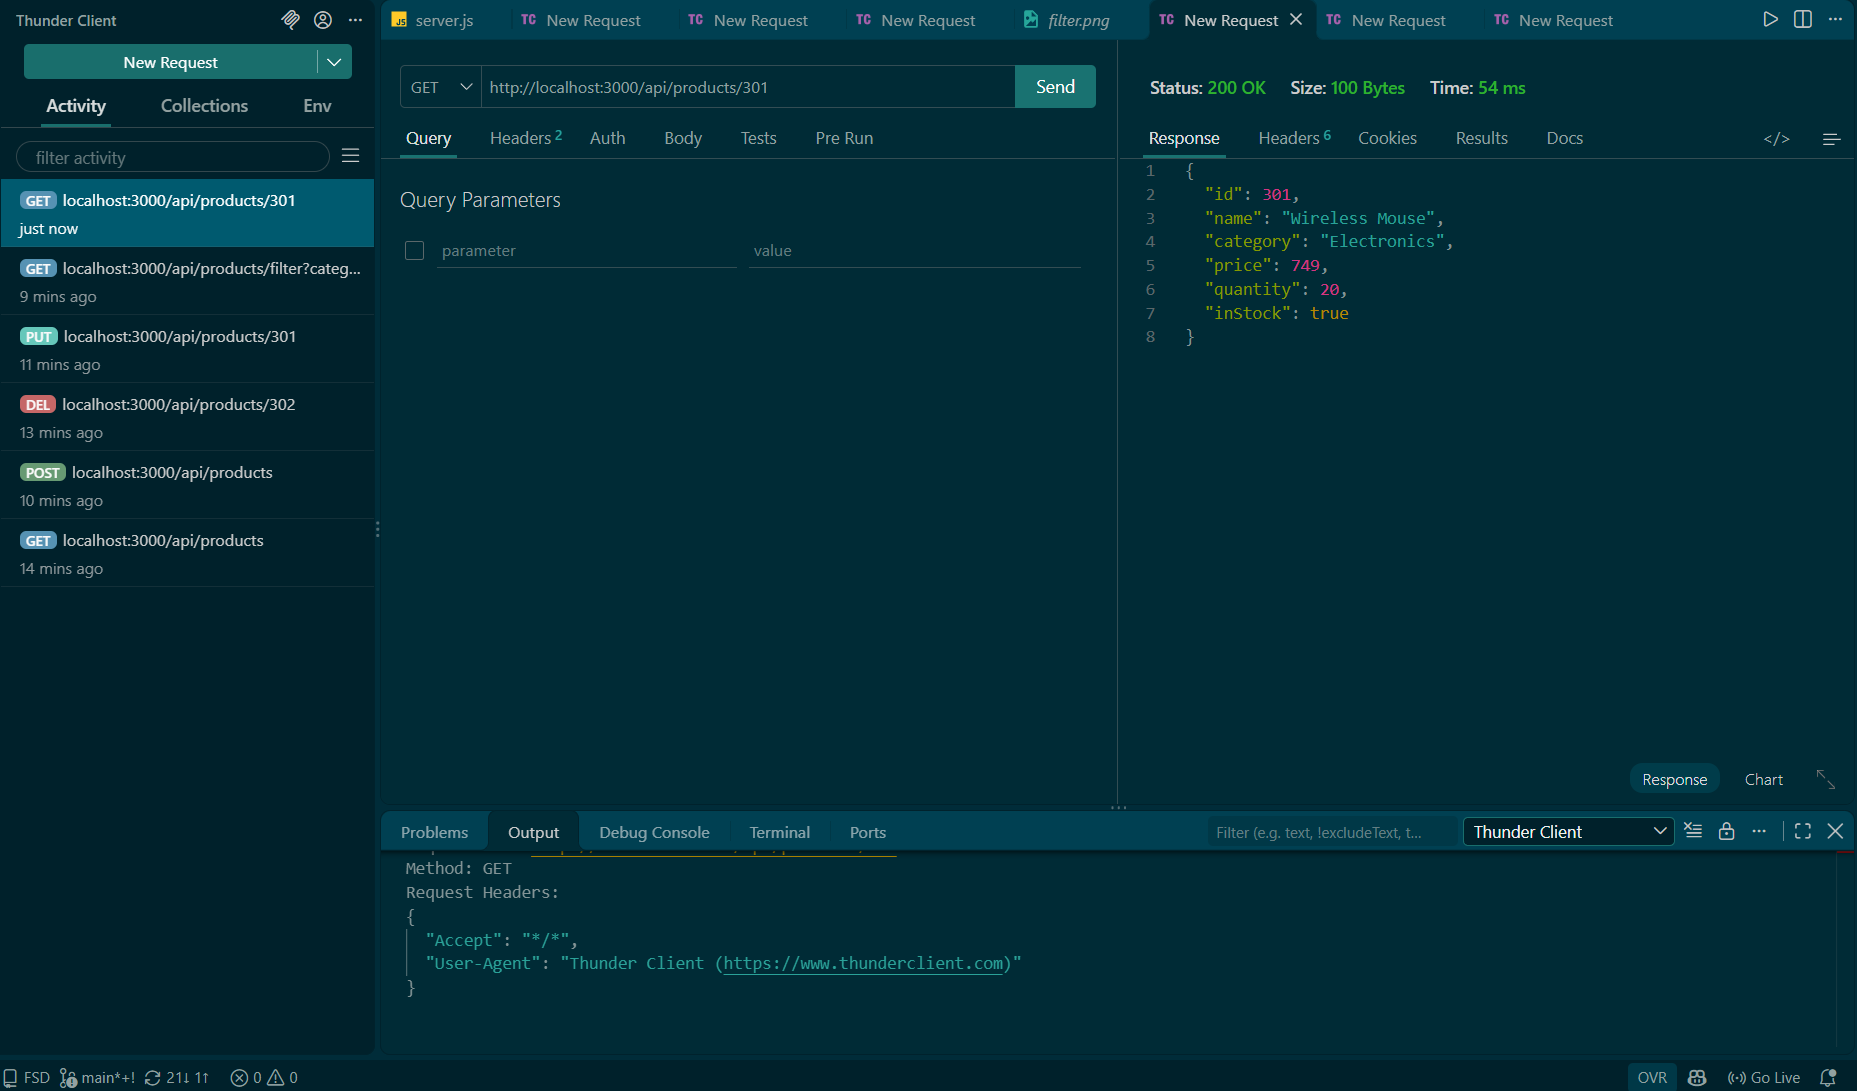 Thunder Client
New Request
Activity Collections Env
filter activity
GET localhost:3000/api/products/301
just now
GET localhost:3000/api/products/filter?categ...
9 mins ago
PUT localhost:3000/api/products/301
11 mins ago
DEL localhost:3000/api/products/302
13 mins ago
POST localhost:3000/api/products
10 mins ago
GET localhost:3000/api/products
14 mins ago
JS server.js TC New Request TC New Request TC New Request filter.png TC New Request TC New Request TC New Request
GET http://localhost:3000/api/products/301 Send
Query Headers 2 Auth Body Tests Pre Run
Query Parameters
parameter value
Status: 200 OK Size: 100 Bytes Time: 54 ms
Response Headers 6 Cookies Results Docs </>
1 {
2 "id": 301,
3 "name": "Wireless Mouse",
4 "category": "Electronics",
5 "price": 749,
6 "quantity": 20,
7 "inStock": true
8 }
Response Chart
Problems Output Debug Console Terminal Ports Filter (e.g. text, !excludeText, t... Thunder Client
Method: GET
Request Headers:
{
"Accept": "*/*",
"User-Agent": "Thunder Client (https://www.thunderclient.com)"
}
FSD main*+! 21↓ 1↑ 0 0 OVR Go Live